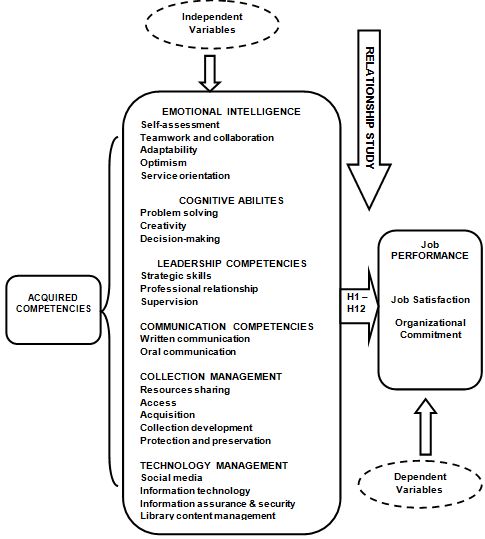 Independent
Variables
RELATIONSHIP STUDY
EMOTIONAL INTELLIGENCE
Self-assessment
Teamwork and collaboration
Adaptability
Optimism
Service orientation
COGNITIVE ABILITES
Problem solving
Creativity
Decision-making
LEADERSHIP COMPETENCIES
Strategic skills
Professional relationship
Supervision
COMMUNICATION COMPETENCIES
Written communication
Oral communication
COLLECTION MANAGEMENT
Resources sharing
Access
Acquisition
Collection development
Protection and preservation
TECHNOLOGY MANAGEMENT
Social media
Information technology
Information assurance & security
Library content management
ACQUIRED
COMPETENCIES
H1 –
H12
Job
PERFORMANCE
Job Satisfaction
Organizational
Commitment
Dependent
Variables